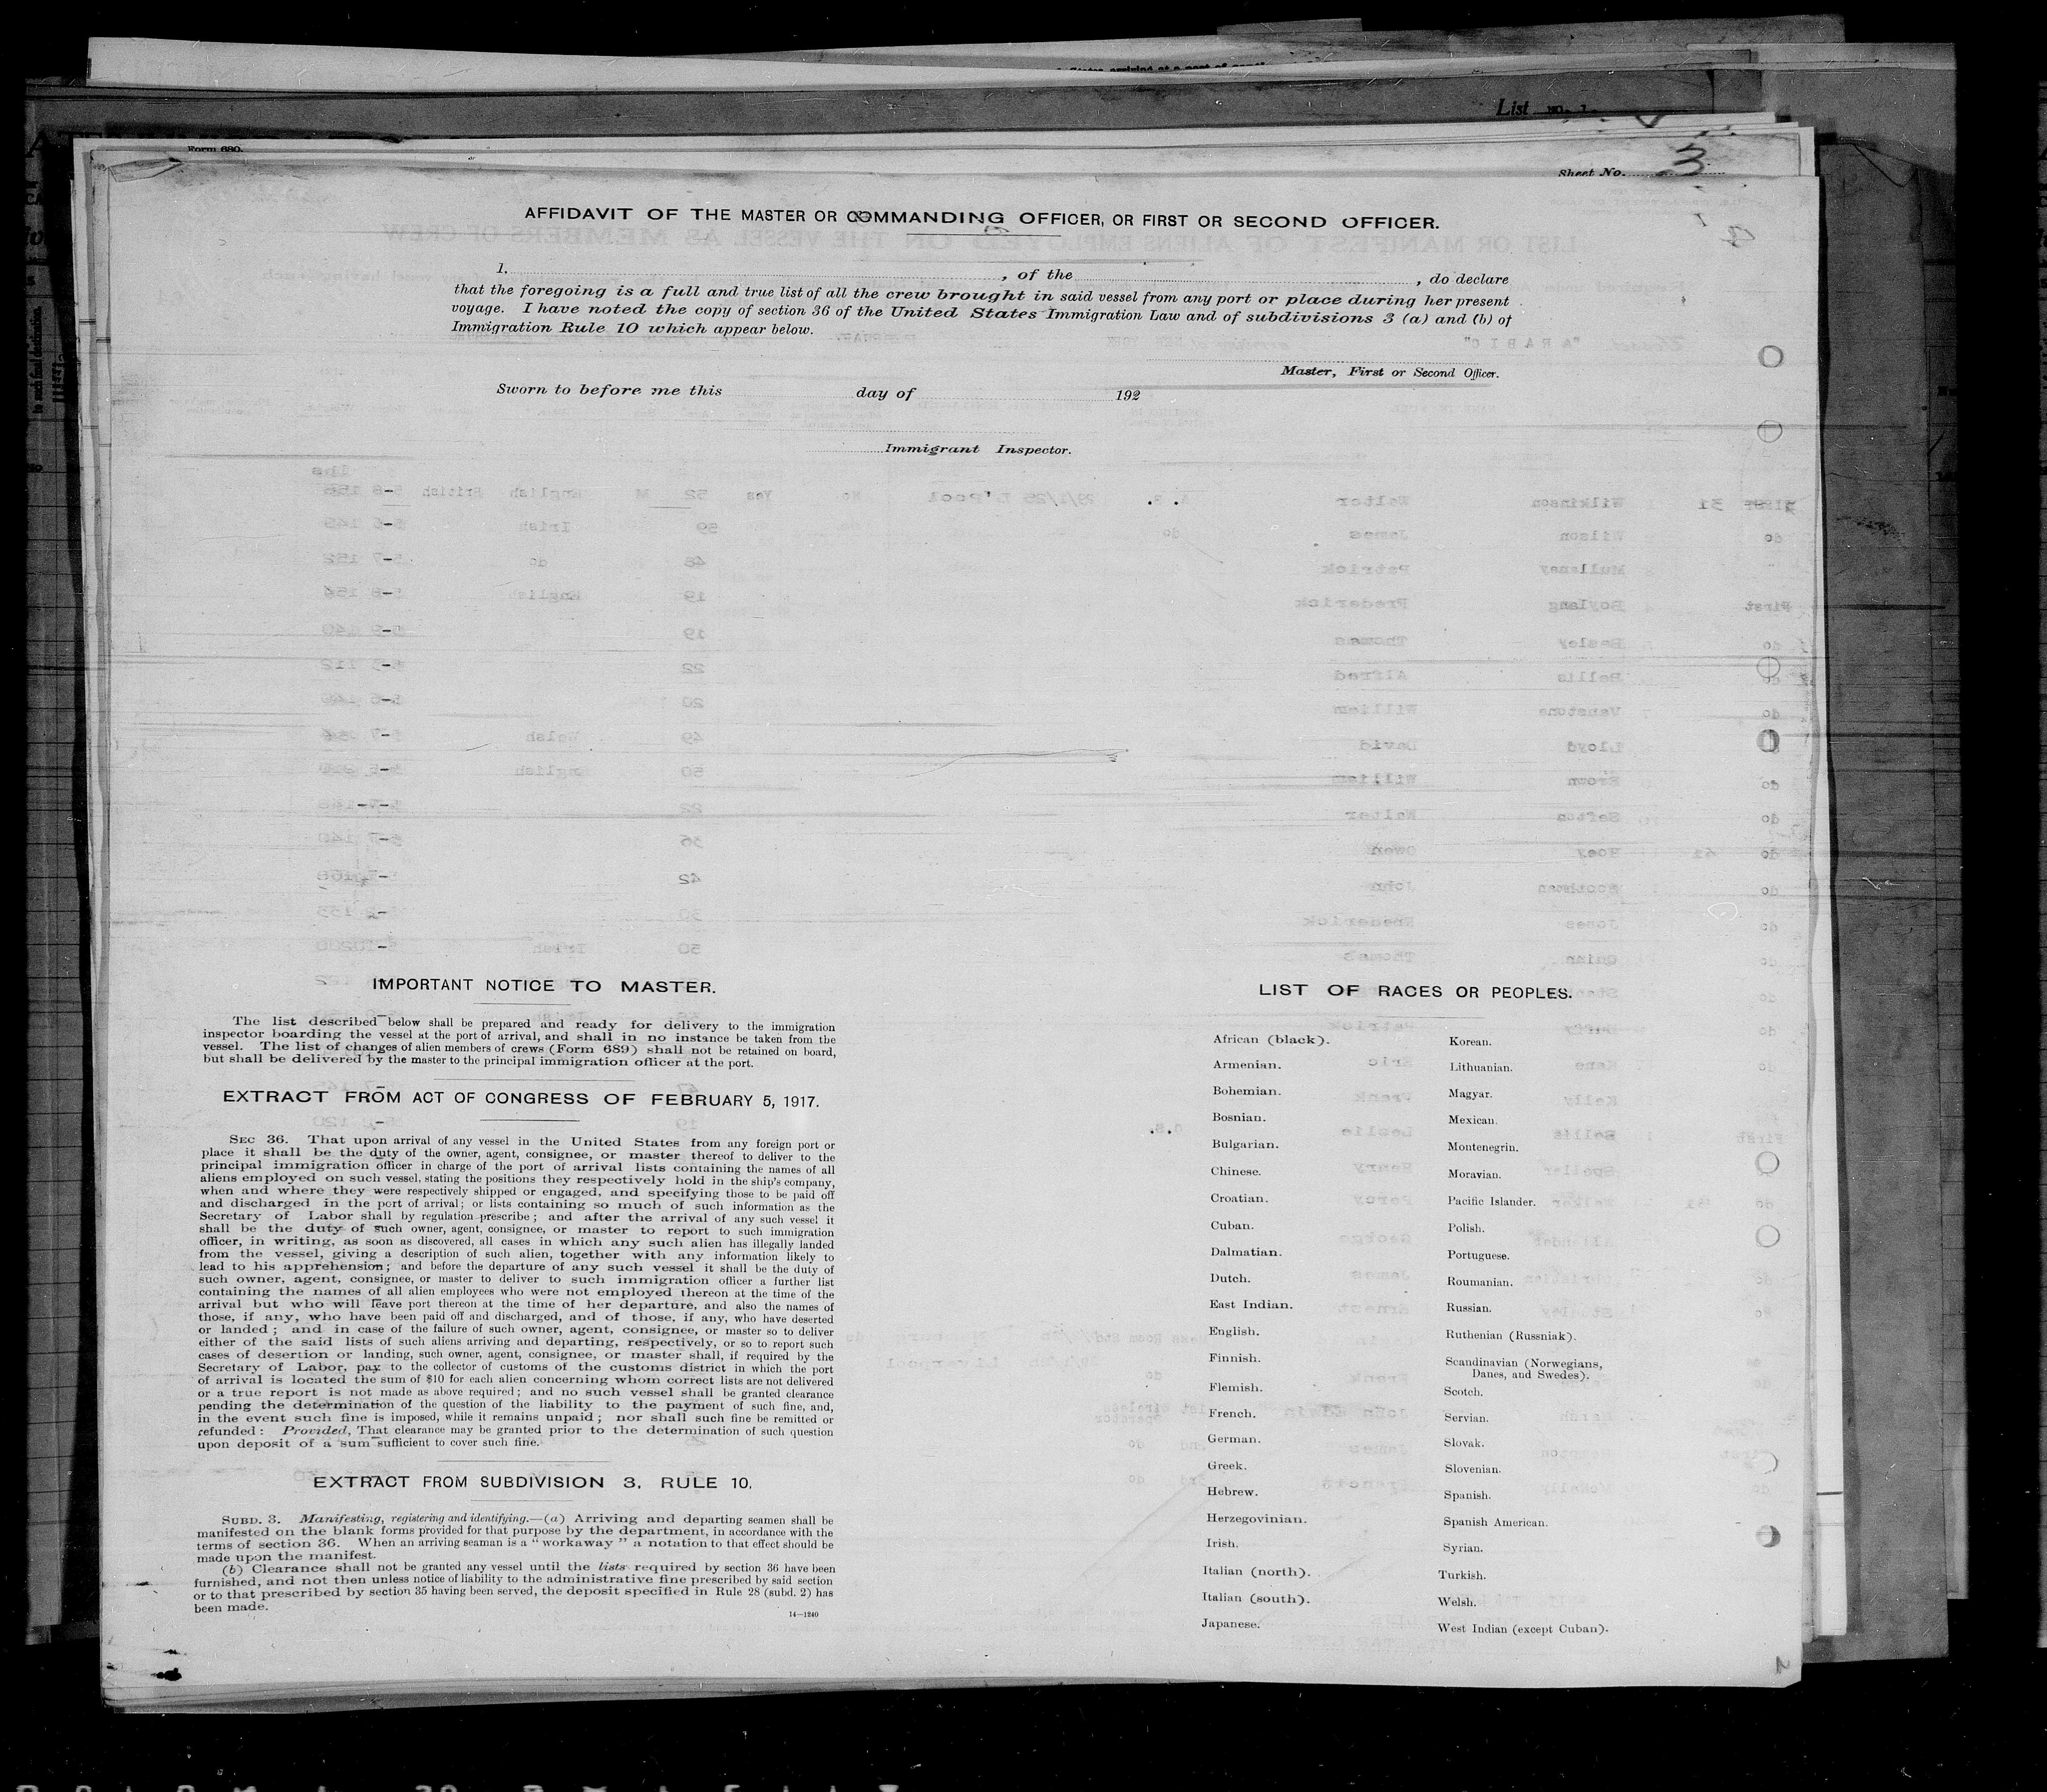 List no. 1.
Form 680.
Sheet No. 3
AFFIDAVIT OF THE MASTER OR COMMANDING OFFICER, OR FIRST OR SECOND OFFICER.
I, , of the , do declare
that the foregoing is a full and true list of all the crew brought in said vessel from any port or place during her present
voyage. I have noted the copy of section 36 of the United States Immigration Law and of subdivisions 3 (a) and (b) of
Immigration Rule 10 which appear below.
Master, First or Second Officer.
Sworn to before me this day of 192
Immigrant Inspector.
IMPORTANT NOTICE TO MASTER.
The list described below shall be prepared and ready for delivery to the immigration
inspector boarding the vessel at the port of arrival, and shall in no instance be taken from the
vessel. The list of changes of alien members of crews (Form 689) shall not be retained on board,
but shall be delivered by the master to the principal immigration officer at the port.
EXTRACT FROM ACT OF CONGRESS OF FEBRUARY 5, 1917.
SEC 36. That upon arrival of any vessel in the United States from any foreign port or
place it shall be the duty of the owner, agent, consignee, or master thereof to deliver to the
principal immigration officer in charge of the port of arrival lists containing the names of all
aliens employed on such vessel, stating the positions they respectively hold in the ship's company,
when and where they were respectively shipped or engaged, and specifying those to be paid off
and discharged in the port of arrival; or lists containing so much of such information as the
Secretary of Labor shall by regulation prescribe; and after the arrival of any such vessel it
shall be the duty of such owner, agent, consignee, or master to report to such immigration
officer, in writing, as soon as discovered, all cases in which any such alien has illegally landed
from the vessel, giving a description of such alien, together with any information likely to
lead to his apprehension; and before the departure of any such vessel it shall be the duty of
such owner, agent, consignee, or master to deliver to such immigration officer a further list
containing the names of all alien employees who were not employed thereon at the time of the
arrival but who will leave port thereon at the time of her departure, and also the names of
those, if any, who have been paid off and discharged, and of those, if any, who have deserted
or landed; and in case of the failure of such owner, agent, consignee, or master so to deliver
either of the said lists of such aliens arriving and departing, respectively, or so to report such
cases of desertion or landing, such owner, agent, consignee, or master shall, if required by the
Secretary of Labor, pay to the collector of customs of the customs district in which the port
of arrival is located the sum of $10 for each alien concerning whom correct lists are not delivered
or a true report is not made as above required; and no such vessel shall be granted clearance
pending the determination of the question of the liability to the payment of such fine, and,
in the event such fine is imposed, while it remains unpaid; nor shall such fine be remitted or
refunded: Provided, That clearance may be granted prior to the determination of such question
upon deposit of a sum sufficient to cover such fine.
EXTRACT FROM SUBDIVISION 3, RULE 10.
SUBD. 3. Manifesting, registering and identifying.—(a) Arriving and departing seamen shall be
manifested on the blank forms provided for that purpose by the department, in accordance with the
terms of section 36. When an arriving seaman is a "workaway" a notation to that effect should be
made upon the manifest.
(b) Clearance shall not be granted any vessel until the lists required by section 36 have been
furnished, and not then unless notice of liability to the administrative fine prescribed by said section
or to that prescribed by section 35 having been served, the deposit specified in Rule 28 (subd. 2) has
been made.
14—1240
LIST OF RACES OR PEOPLES.
African (black).
Armenian.
Bohemian.
Bosnian.
Bulgarian.
Chinese.
Croatian.
Cuban.
Dalmatian.
Dutch.
East Indian.
English.
Finnish.
Flemish.
French.
German.
Greek.
Hebrew.
Herzegovinian.
Irish.
Italian (north).
Italian (south).
Japanese.
Korean.
Lithuanian.
Magyar.
Mexican.
Montenegrin.
Moravian.
Pacific Islander.
Polish.
Portuguese.
Roumanian.
Russian.
Ruthenian (Russniak).
Scandinavian (Norwegians,
Danes, and Swedes).
Scotch.
Servian.
Slovak.
Slovenian.
Spanish.
Spanish American.
Syrian.
Turkish.
Welsh.
West Indian (except Cuban).
2